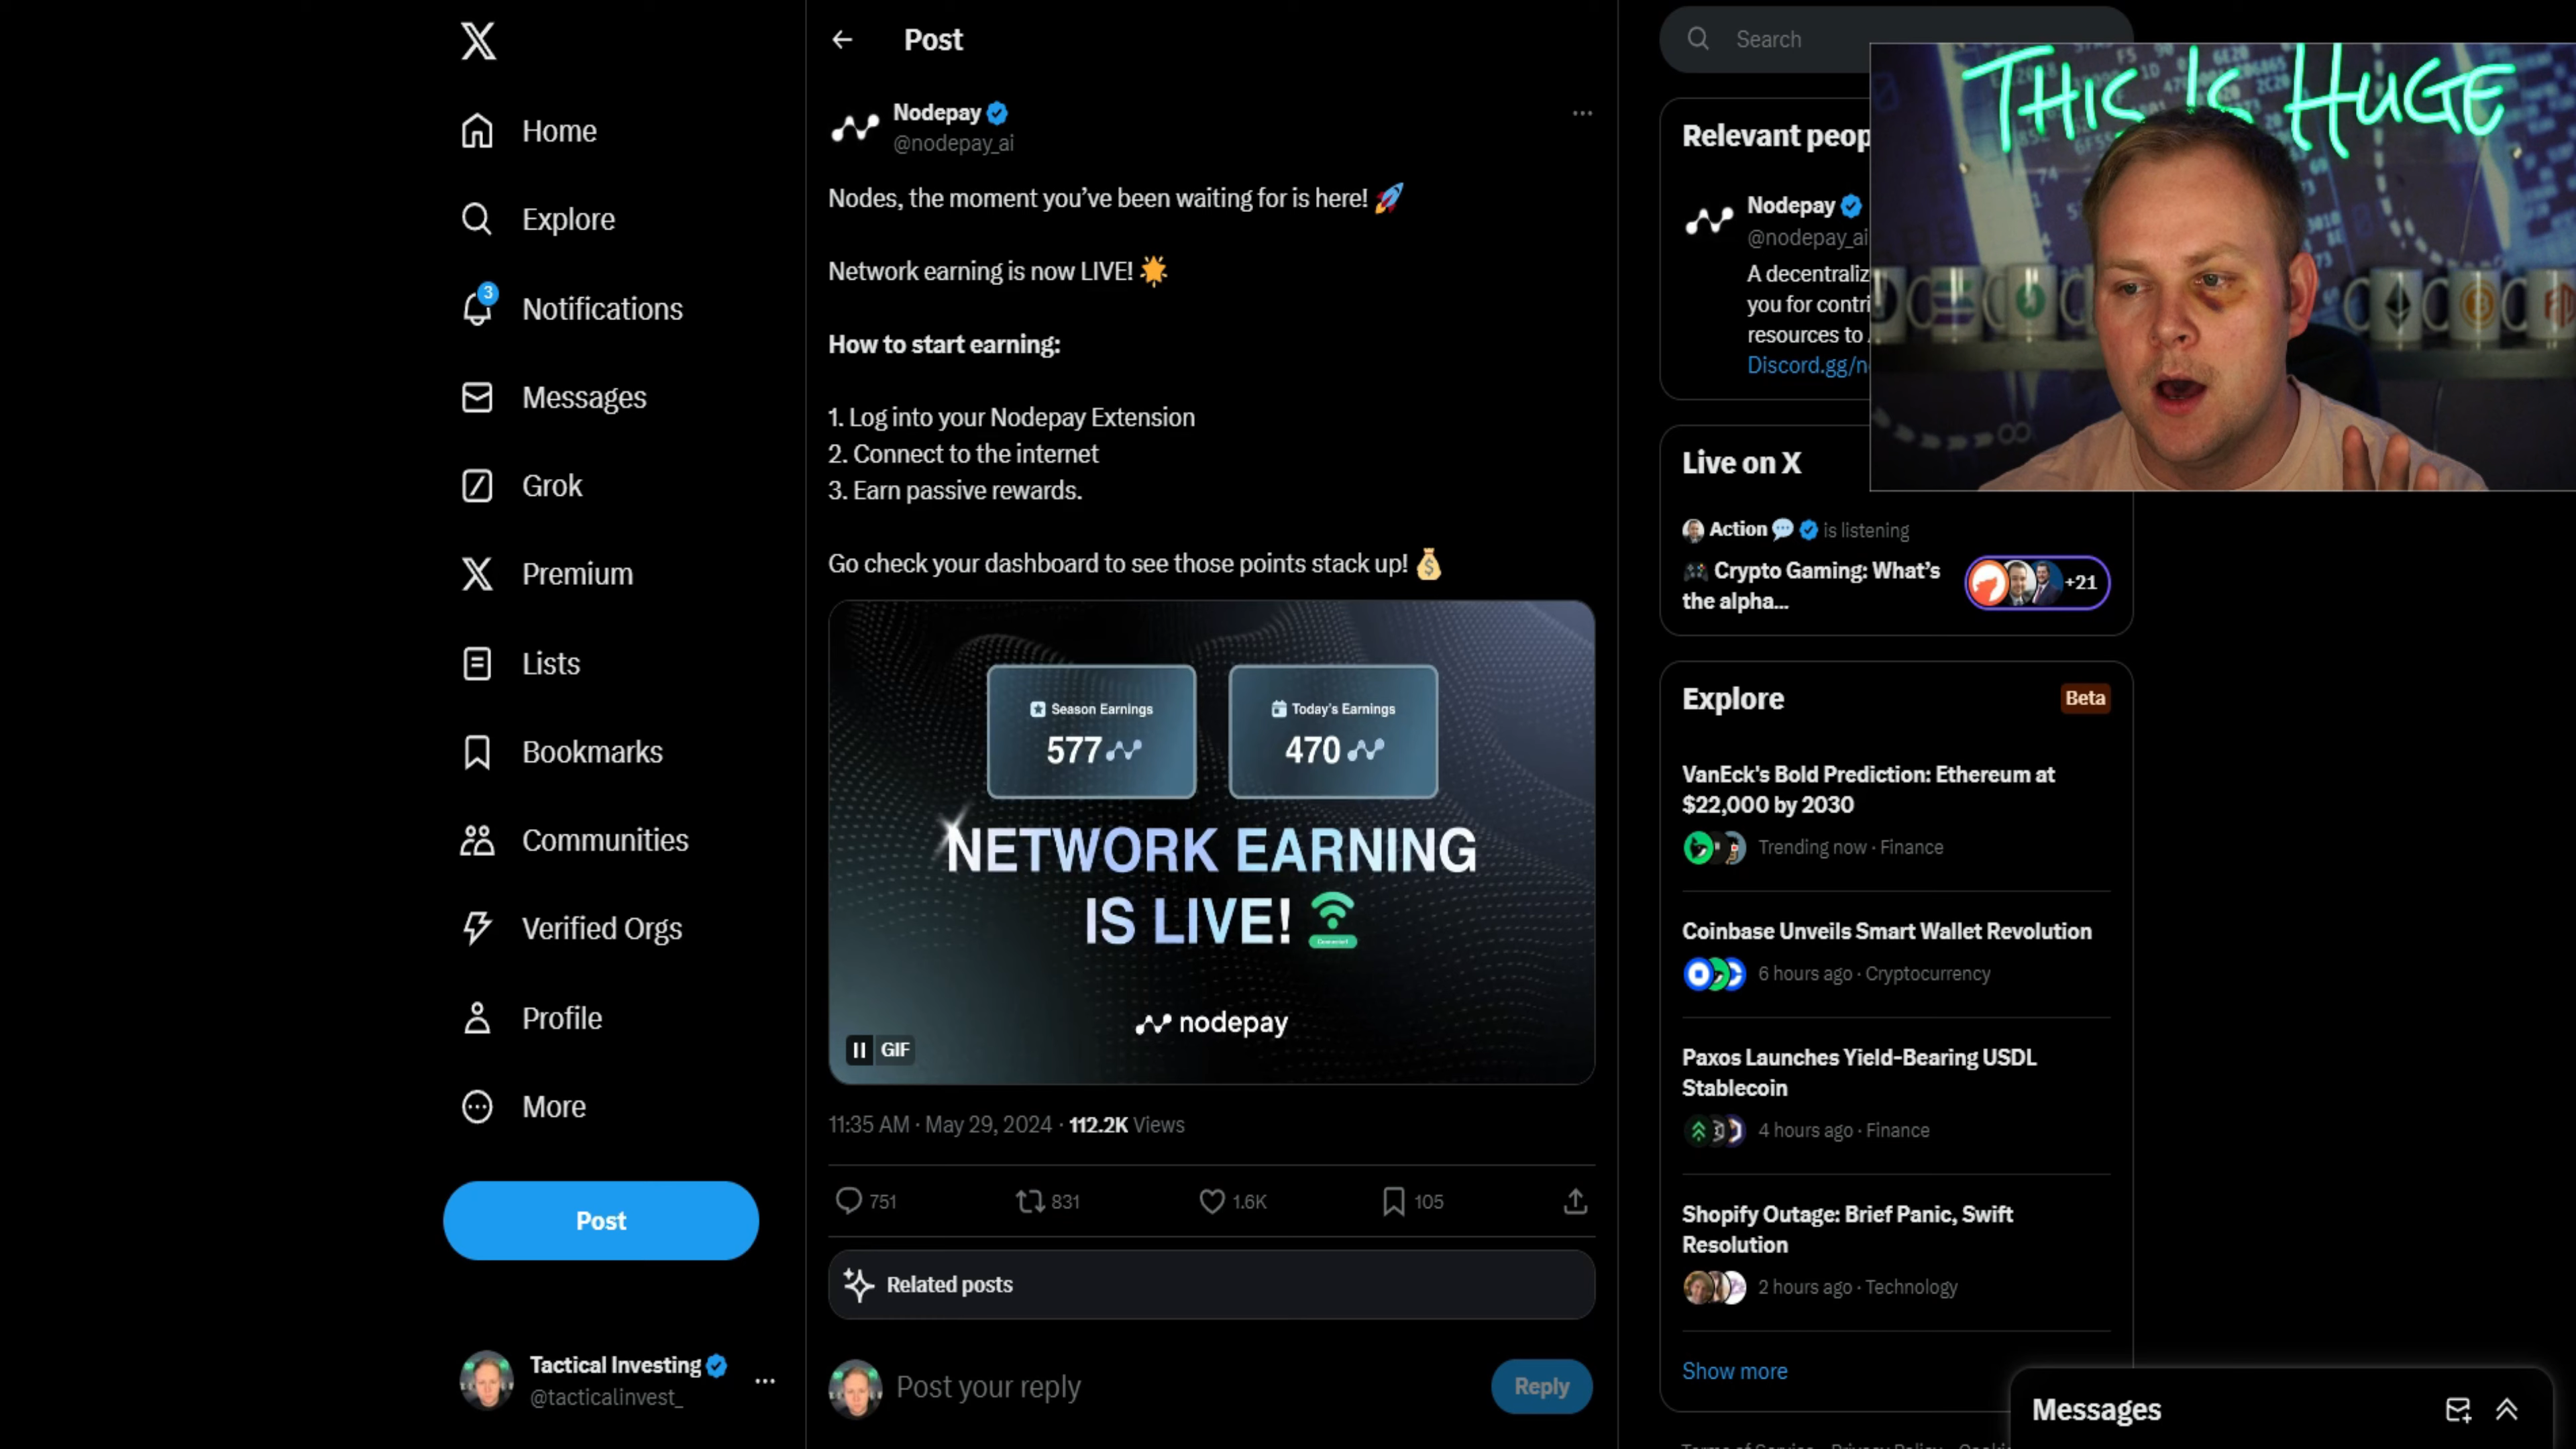 Home
Explore
3
Notifications
Messages
Grok
Premium
Lists
Bookmarks
Communities
Verified Orgs
Profile
More
Post
Tactical Investing
@tacticalinvest_
Post
Nodepay
@nodepay_ai
Nodes, the moment you've been waiting for is here!
Network earning is now LIVE!
How to start earning:
1. Log into your Nodepay Extension
2. Connect to the internet
3. Earn passive rewards.
Go check your dashboard to see those points stack up!
Season Earnings
577
Today's Earnings
470
NETWORK EARNING
IS LIVE!
Connected
nodepay
GIF
11:35 AM · May 29, 2024 · 112.2K Views
751
831
1.6K
105
Related posts
Post your reply
Reply
Search
THIS IS HUGE
Relevant peop
Nodepay
@nodepay_ai
A decentraliz
you for contri
resources to
Discord.gg/n
Live on X
Action is listening
Crypto Gaming: What's
the alpha...
+21
Explore
Beta
VanEck's Bold Prediction: Ethereum at
$22,000 by 2030
Trending now · Finance
Coinbase Unveils Smart Wallet Revolution
6 hours ago · Cryptocurrency
Paxos Launches Yield-Bearing USDL
Stablecoin
4 hours ago · Finance
Shopify Outage: Brief Panic, Swift
Resolution
2 hours ago · Technology
Show more
Messages